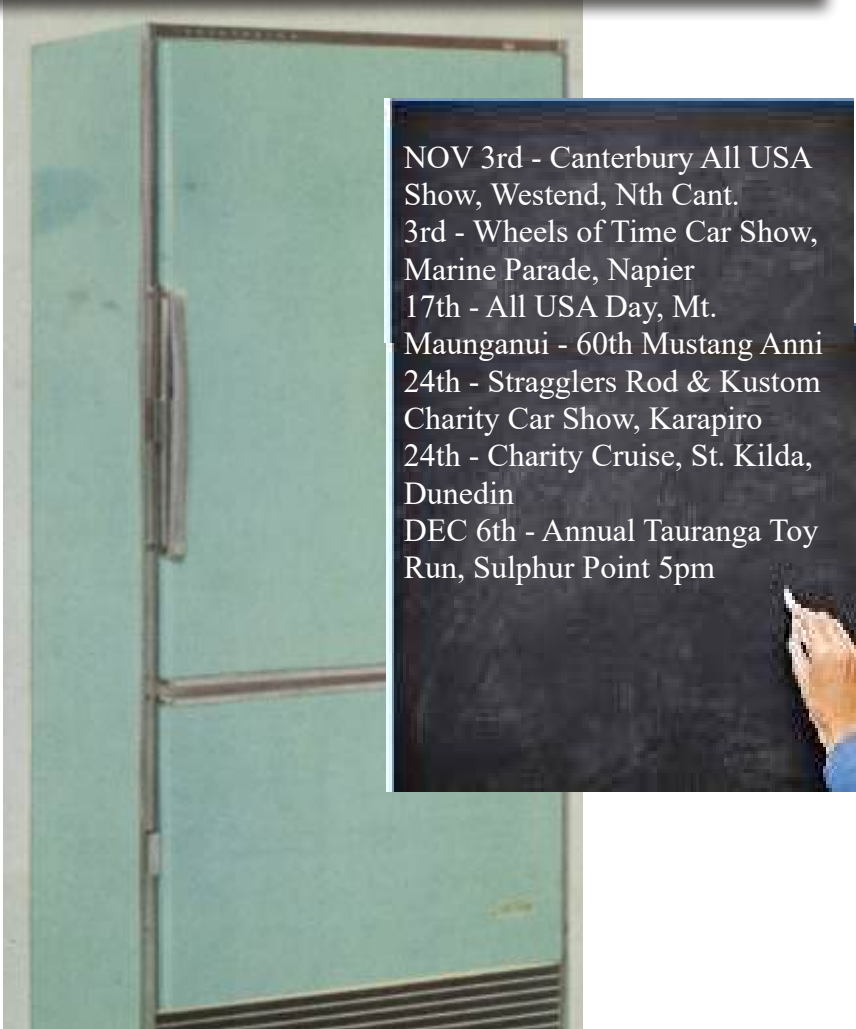 NOV 3rd - Canterbury All USA
Show, Westend, Nth Cant.
3rd - Wheels of Time Car Show,
Marine Parade, Napier
17th - All USA Day, Mt.
Maunganui - 60th Mustang Anni
24th - Stragglers Rod & Kustom
Charity Car Show, Karapiro
24th - Charity Cruise, St. Kilda,
Dunedin
DEC 6th - Annual Tauranga Toy
Run, Sulphur Point 5pm